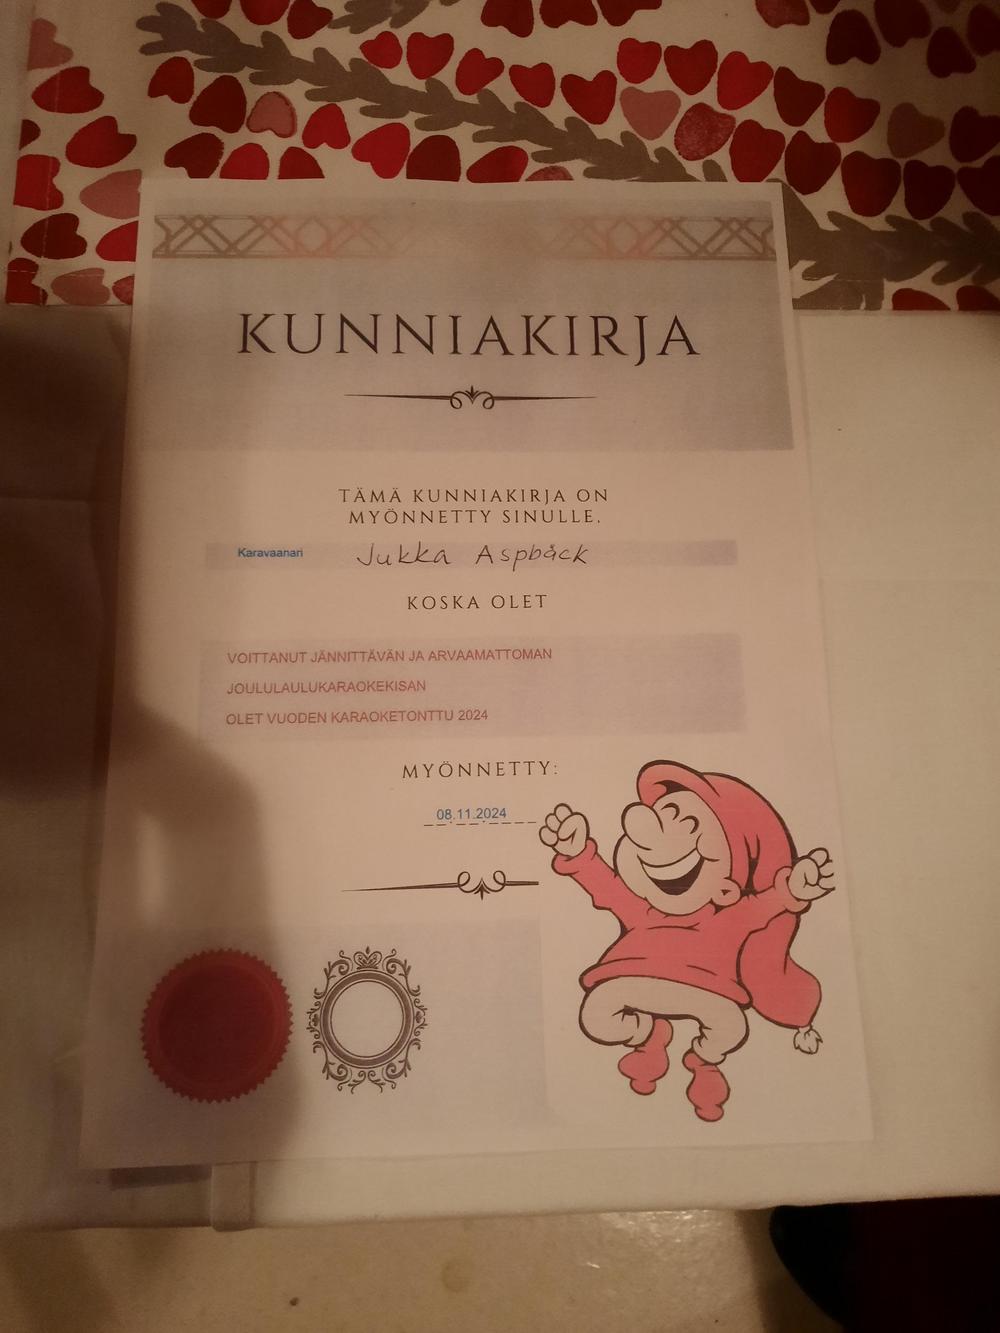 KUNNIAKIRJA
TÄMÄ KUNNIAKIRJA ON
MYÖNNETTY SINULLE,
Karavaanari Jukka Aspbäck
KOSKA OLET
VOITTANUT JÄNNITTÄVÄN JA ARVAAMATTOMAN
JOULULAULUKARAOKEKISAN
OLET VUODEN KARAOKETONTTU 2024
MYÖNNETTY:
08.11.2024